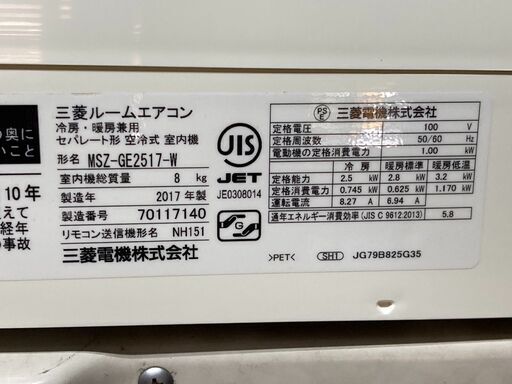 の奥に
いこと
10年
えて
経年
の事故
三菱ルームエアコン
冷房・暖房兼用
セパレート形 空冷式 室内機
形名 MSZ-GE2517-W
室内機総質量 8 kg
製造年 2017 年製
製造番号 70117140
リモコン送信機形名 NH151
三菱電機株式会社
JIS
JET
JE0308014
G
PS
E
三菱電機株式会社
定格電圧 100 V
定格周波数 50/60 Hz
電動機の定格消費電力 1.00 kW
冷房 暖房標準 暖房低温
定格能力 2.5 kW 2.8 kW 3.2 kW
定格消費電力 0.745 kW 0.625 kW 1.170 kW
運転電流 8.27 A 6.94 A
通年エネルギー消費効率(JIS C 9612:2013) 5.8
>PET< SH1 JG79B825G35